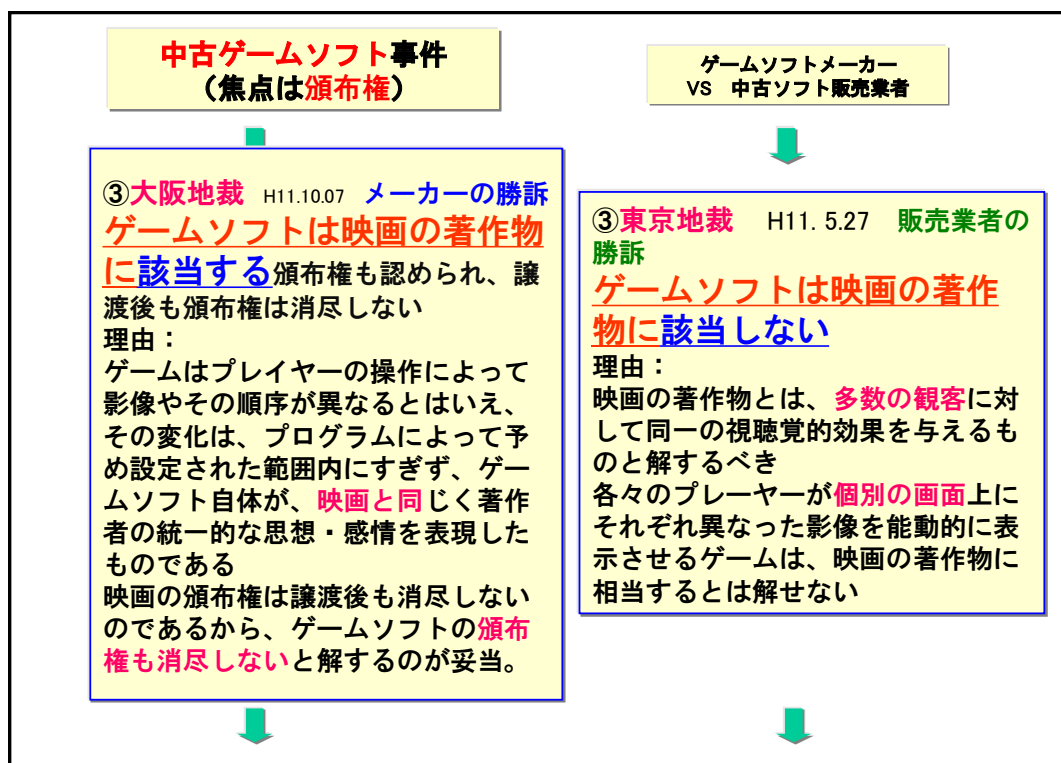 中古ゲームソフト事件
（焦点は頒布権）
ゲームソフトメーカー
VS　中古ソフト販売業者
③大阪地裁　H11.10.07　メーカーの勝訴
ゲームソフトは映画の著作物
に該当する頒布権も認められ、譲
渡後も頒布権は消尽しない
理由：
ゲームはプレイヤーの操作によって
影像やその順序が異なるとはいえ、
その変化は、プログラムによって予
め設定された範囲内にすぎず、ゲー
ムソフト自体が、映画と同じく著作
者の統一的な思想・感情を表現した
ものである
映画の頒布権は譲渡後も消尽しない
のであるから、ゲームソフトの頒布
権も消尽しないと解するのが妥当。
③東京地裁　H11. 5.27　販売業者の
勝訴
ゲームソフトは映画の著作
物に該当しない
理由：
映画の著作物とは、多数の観客に対
して同一の視聴覚的効果を与えるも
のと解するべき
各々のプレーヤーが個別の画面上に
それぞれ異なった影像を能動的に表
示させるゲームは、映画の著作物に
相当するとは解せない